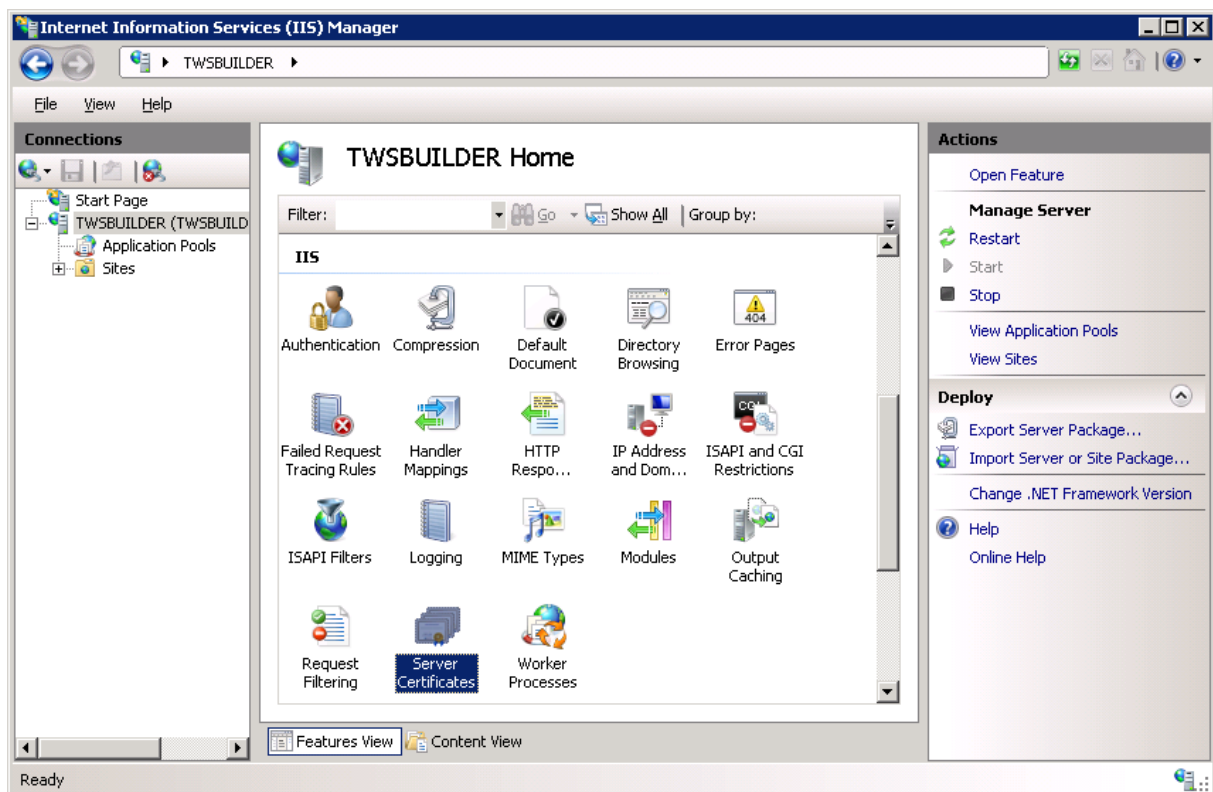 Internet Information Services (IIS) Manager
TWSBUILDER
File View Help
Connections
Start Page
TWSBUILDER (TWSBUILD
Application Pools
Sites
TWSBUILDER Home
Filter: Go Show All Group by:
IIS
Authentication Compression Default Directory Error Pages
Document Browsing
404
Failed Request Handler HTTP IP Address ISAPI and CGI
Tracing Rules Mappings Respo... and Dom... Restrictions
ISAPI Filters Logging MIME Types Modules Output
Caching
Request Server Worker
Filtering Certificates Processes
Features View Content View
Actions
Open Feature
Manage Server
Restart
Start
Stop
View Application Pools
View Sites
Deploy
Export Server Package...
Import Server or Site Package...
Change .NET Framework Version
Help
Online Help
Ready